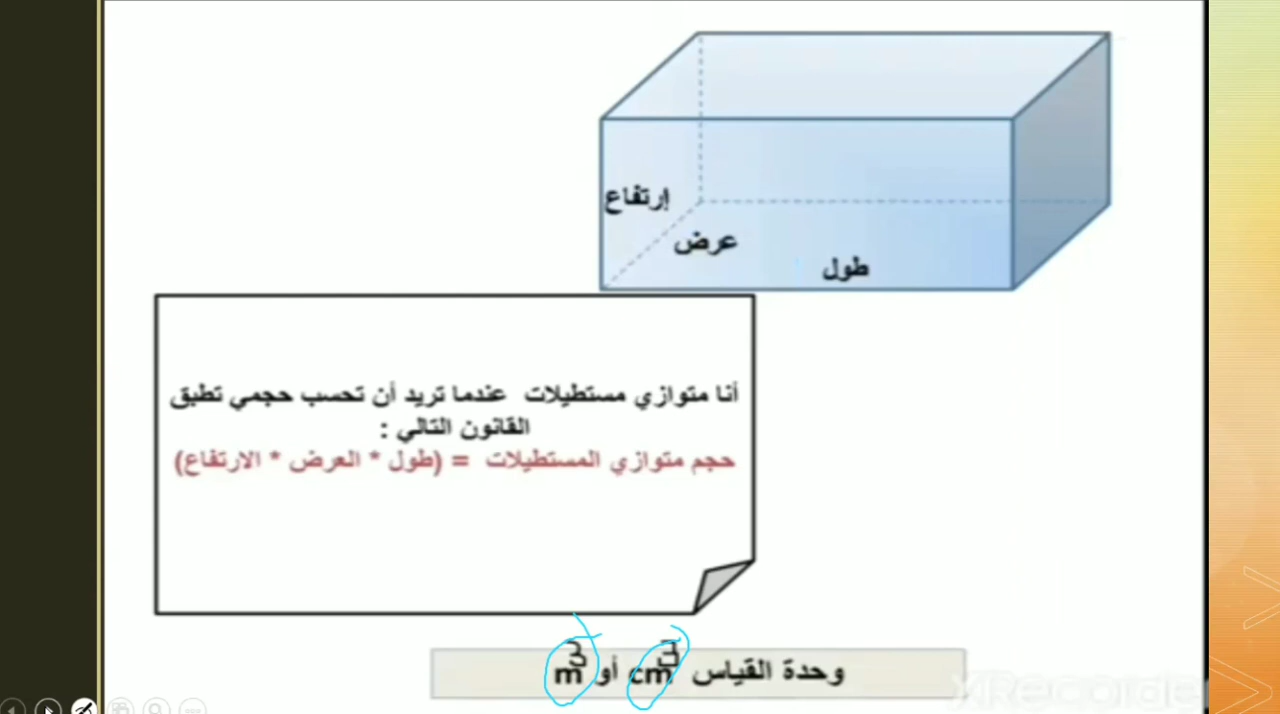 إرتفاع
عرض
طول
أنا متوازي مستطيلات عندما تريد أن تحسب حجمي تطبق
القانون التالي :
حجم متوازي المستطيلات = (طول * العرض * الارتفاع)
وحدة القياس cm³ أو m³
XRecorder